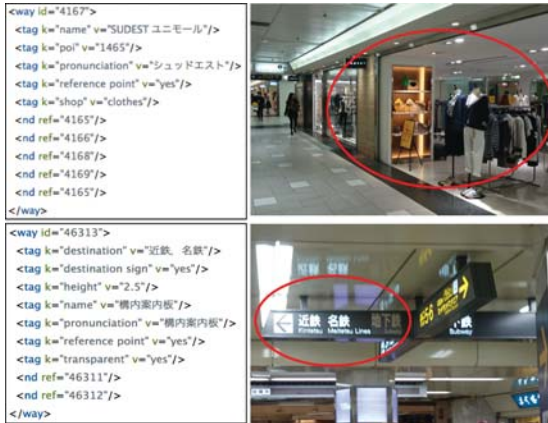 <way id="4167">
<tag k="name" v="SUDEST ユニモール"/>
<tag k="poi" v="1465"/>
<tag k="pronunciation" v="シュッドエスト"/>
<tag k="reference point" v="yes"/>
<tag k="shop" v="clothes"/>
<nd ref="4165"/>
<nd ref="4166"/>
<nd ref="4168"/>
<nd ref="4169"/>
<nd ref="4165"/>
</way>
<way id="46313">
<tag k="destination" v="近鉄, 名鉄"/>
<tag k="destination sign" v="yes"/>
<tag k="height" v="2.5"/>
<tag k="name" v="構内案内板"/>
<tag k="pronunciation" v="構内案内板"/>
<tag k="reference point" v="yes"/>
<tag k="transparent" v="yes"/>
<nd ref="46311"/>
<nd ref="46312"/>
</way>
近鉄 名鉄 地下鉄
Kintetsu Meitetsu Lines
下鉄
Subway